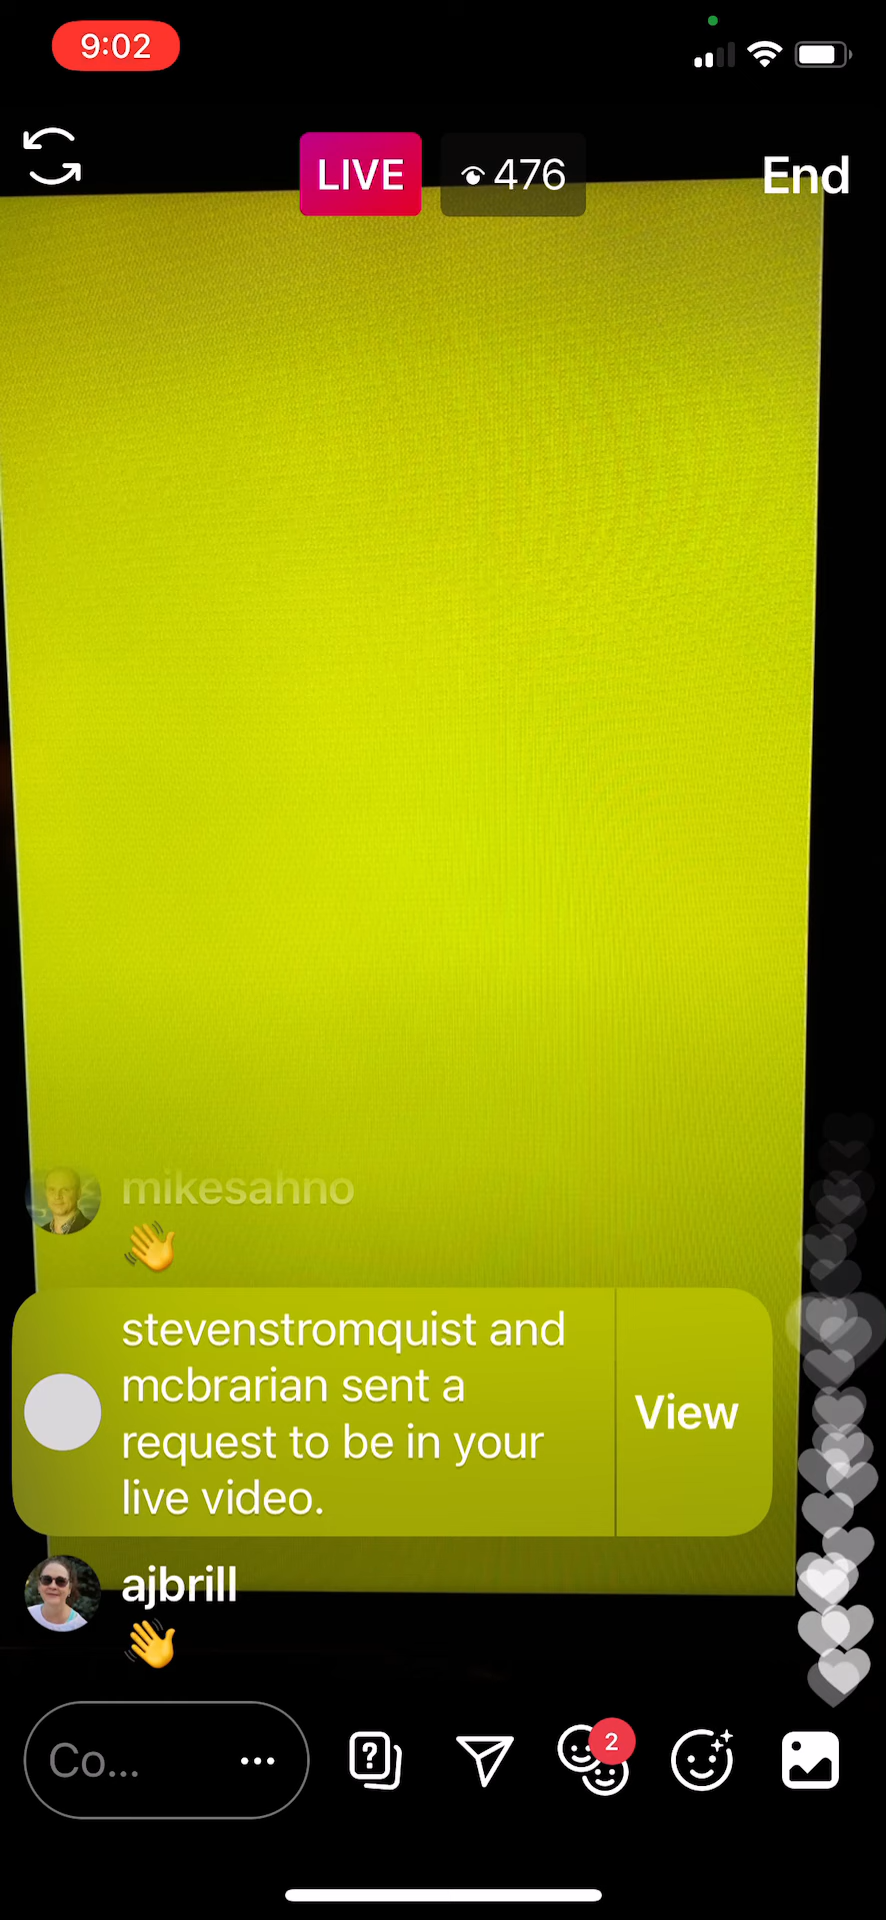 9:02
LIVE
476
End
mikesahno
👋
stevenstromquist and
mcbrarian sent a
request to be in your
live video.
View
ajbrill
👋
Co...
2